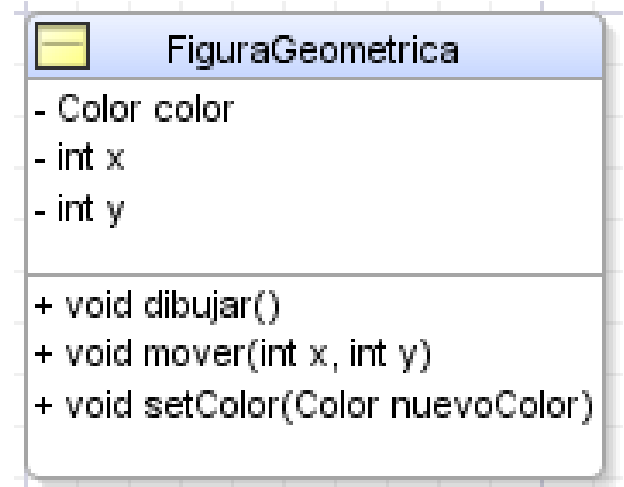 FiguraGeometrica
- Color color
- int x
- int y
+ void dibujar()
+ void mover(int x, int y)
+ void setColor(Color nuevoColor)